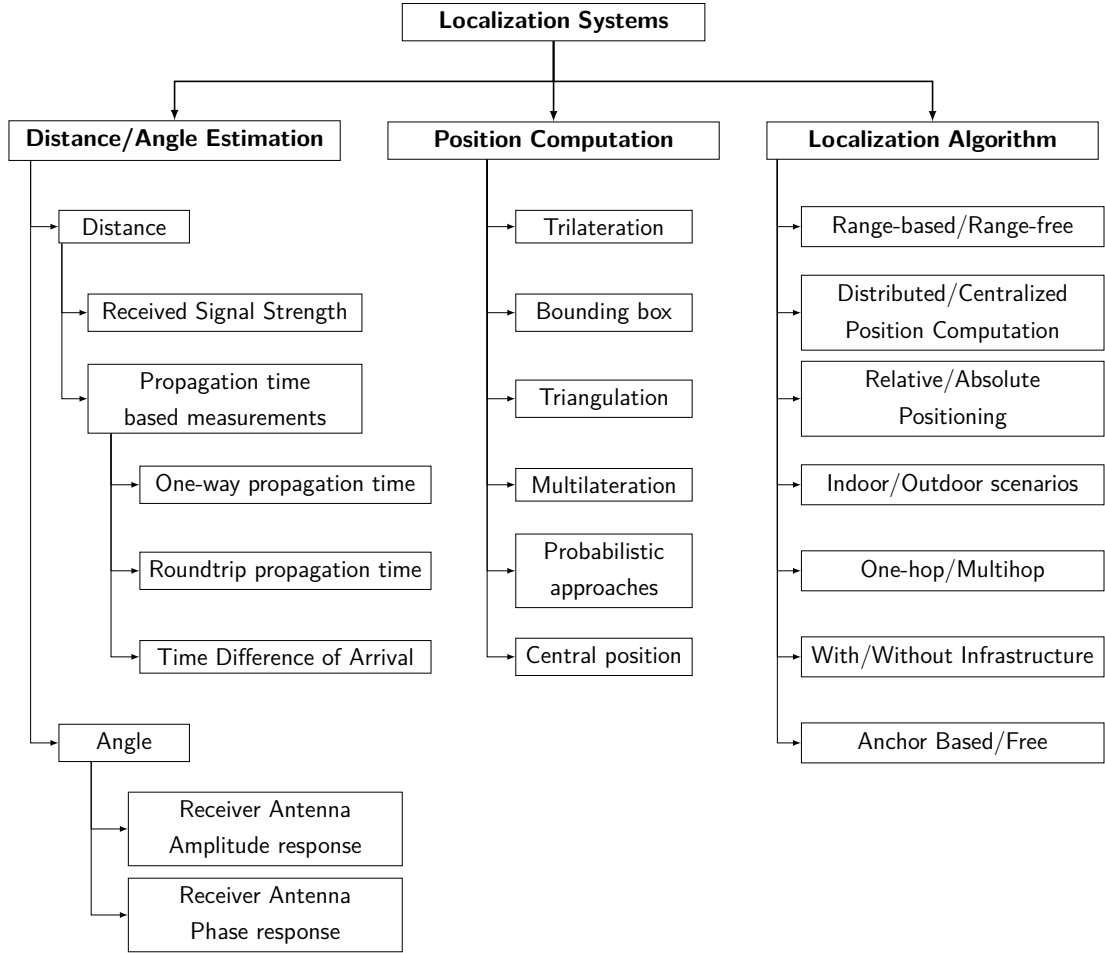 Localization Systems
Distance/Angle Estimation
Distance
Received Signal Strength
Propagation time
based measurements
One-way propagation time
Roundtrip propagation time
Time Difference of Arrival
Angle
Receiver Antenna
Amplitude response
Receiver Antenna
Phase response
Position Computation
Trilateration
Bounding box
Triangulation
Multilateration
Probabilistic
approaches
Central position
Localization Algorithm
Range-based/Range-free
Distributed/Centralized
Position Computation
Relative/Absolute
Positioning
Indoor/Outdoor scenarios
One-hop/Multihop
With/Without Infrastructure
Anchor Based/Free